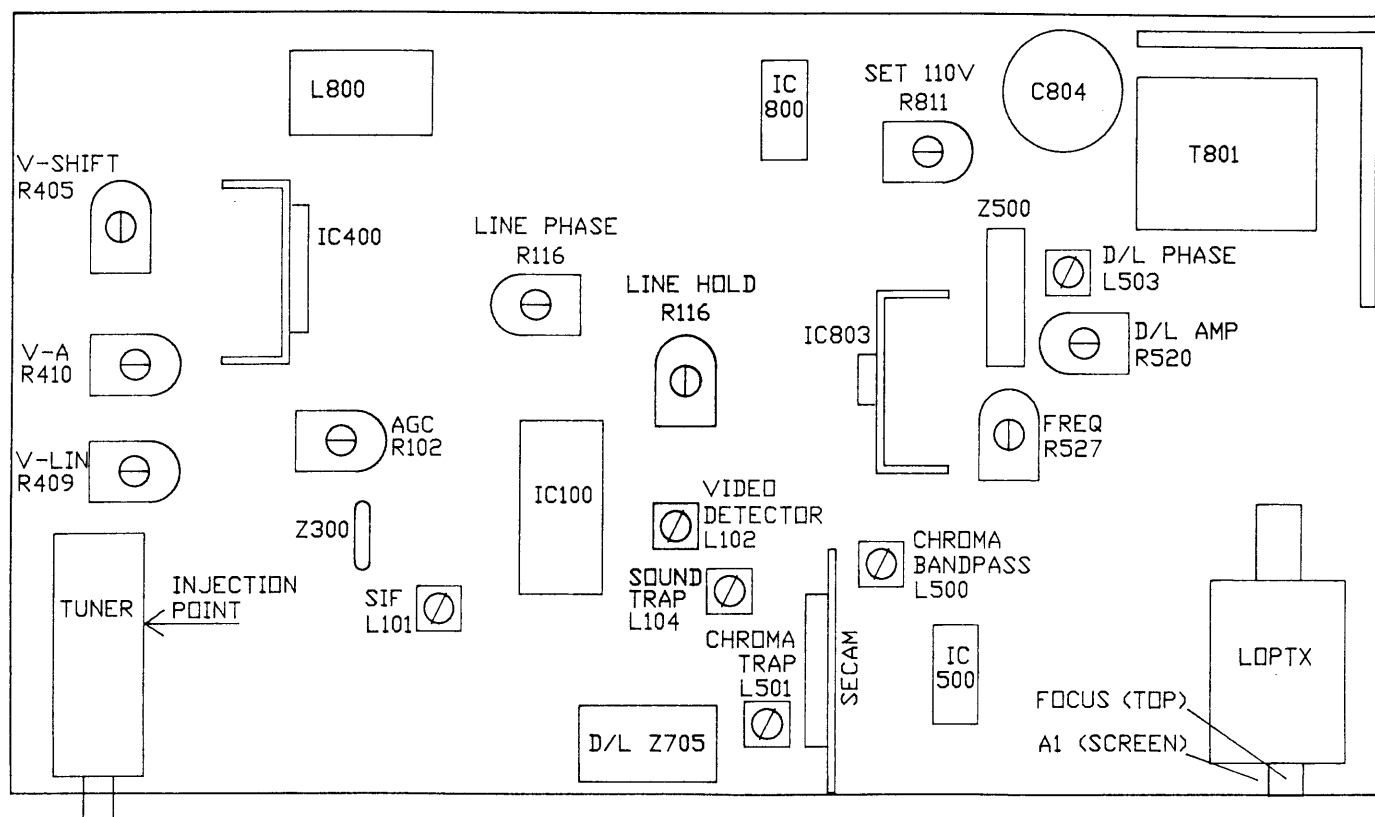 L800
IC
800
SET 110V
R811
C804
T801
V-SHIFT
R405
IC400
LINE PHASE
R116
LINE HOLD
R116
Z500
D/L PHASE
L503
IC803
D/L AMP
R520
V-A
R410
AGC
R102
FREQ
R527
V-LIN
R409
IC100
Z300
VIDEO
DETECTOR
L102
CHROMA
BANDPASS
L500
TUNER
INJECTION
POINT
SIF
L101
SOUND
TRAP
L104
CHROMA
TRAP
L501
SECAM
IC
500
LOPTX
FOCUS (TOP)
A1 (SCREEN)
D/L Z705